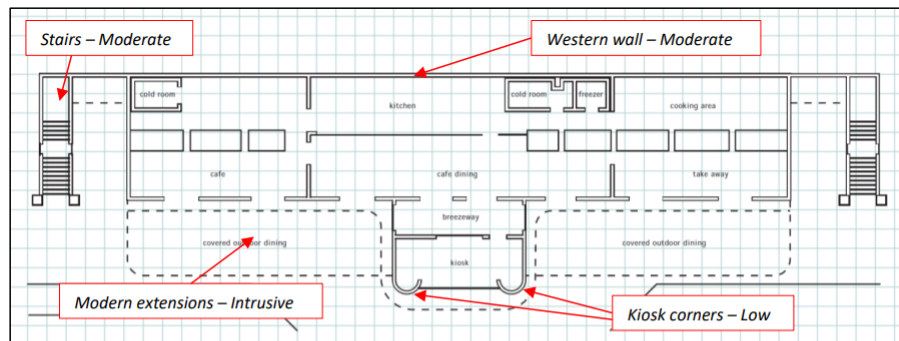 Stairs – Moderate
Western wall – Moderate
cold room
kitchen
cold room
freezer
cooking area
cafe
cafe dining
take away
breezeway
covered outdoor dining
covered outdoor dining
kiosk
Modern extensions – Intrusive
Kiosk corners – Low